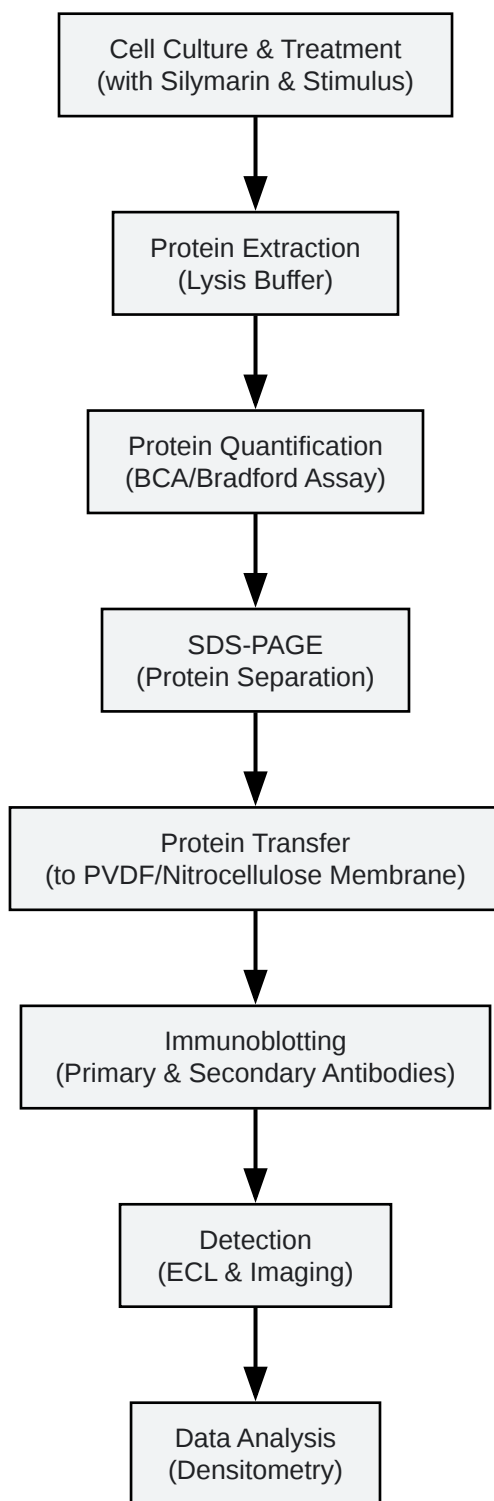 Cell Culture & Treatment
(with Silymarin & Stimulus)
Protein Extraction
(Lysis Buffer)
Protein Quantification
(BCA/Bradford Assay)
SDS-PAGE
(Protein Separation)
Protein Transfer
(to PVDF/Nitrocellulose Membrane)
Immunoblotting
(Primary & Secondary Antibodies)
Detection
(ECL & Imaging)
Data Analysis
(Densitometry)